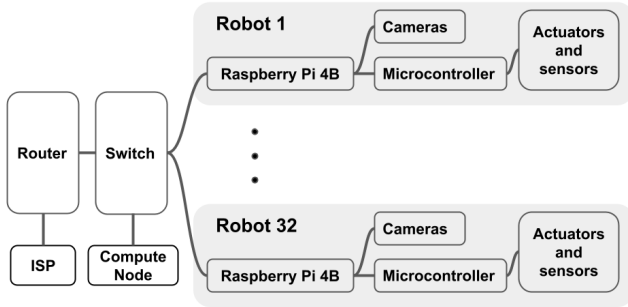 Robot 1
Cameras
Raspberry Pi 4B
Microcontroller
Actuators
and
sensors
Router
Switch
ISP
Compute
Node
Robot 32
Cameras
Raspberry Pi 4B
Microcontroller
Actuators
and
sensors